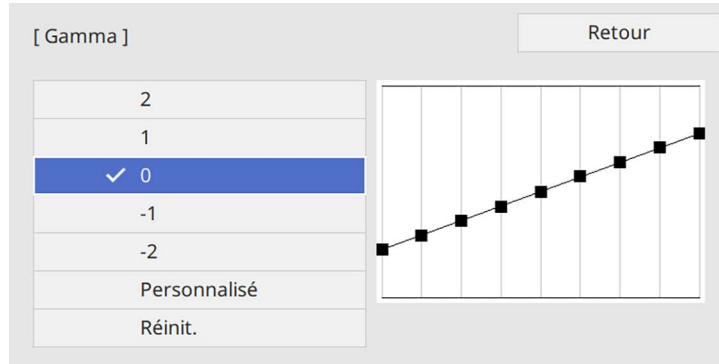 [ Gamma ]
Retour
2
1
0
-1
-2
Personnalisé
Réinit.